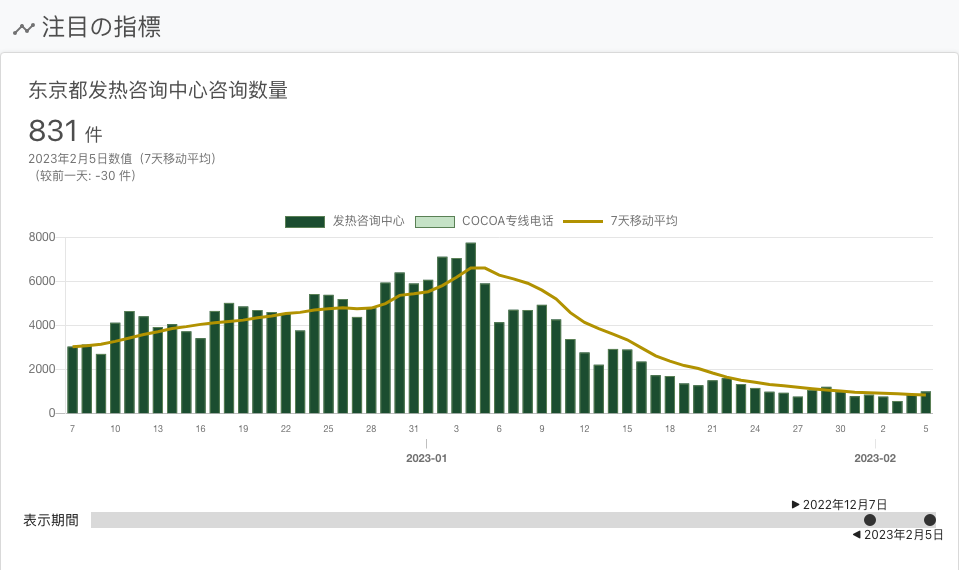 注目の指標
东京都发热咨询中心咨询数量
831 件
2023年2月5日数值（7天移动平均）
（较前一天: -30 件）
发热咨询中心 COCOA专线电话 7天移动平均
8000
6000
4000
2000
0
7 10 13 16 19 22 25 28 31 3 6 9 12 15 18 21 24 27 30 2 5
2023-01 2023-02
▶ 2022年12月7日
表示期間
◀ 2023年2月5日